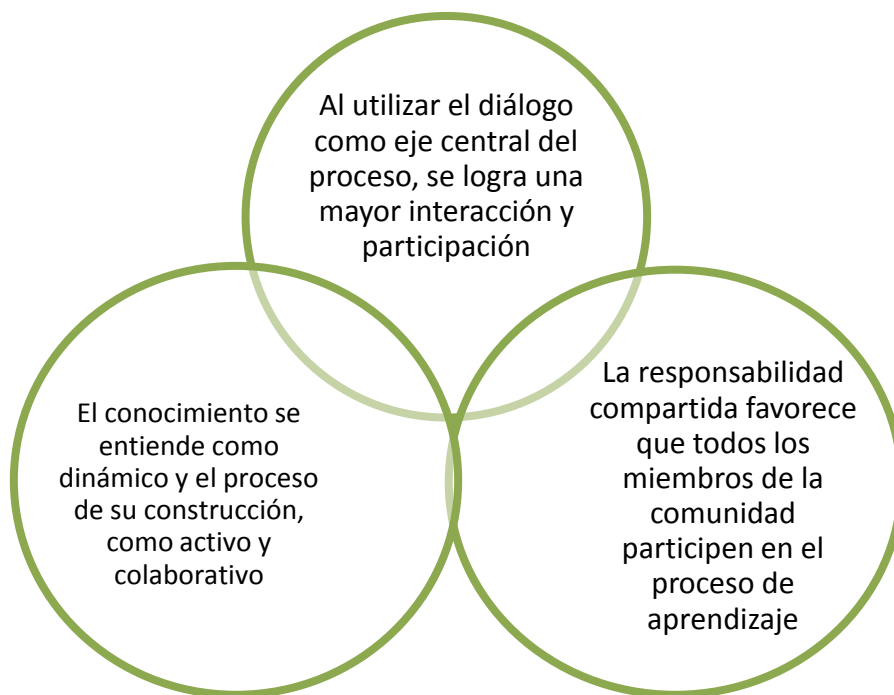 Al utilizar el diálogo
como eje central del
proceso, se logra una
mayor interacción y
participación
El conocimiento se
entiende como
dinámico y el proceso
de su construcción,
como activo y
colaborativo
La responsabilidad
compartida favorece
que todos los
miembros de la
comunidad
participen en el
proceso de
aprendizaje